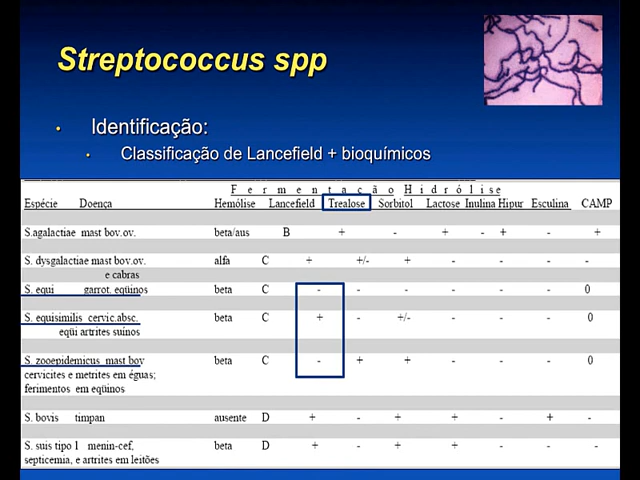 Streptococcus spp
• Identificação:
• Classificação de Lancefield + bioquímicos
Fermentação Hidrólise
Espécie Doença Hemólise Lancefield Trealose Sorbitol Lactose Inulina Hipur Esculina CAMP
S.agalactiae mast bov.ov. beta/aus B + - + - + - +
S. dysgalactiae mast bov.ov. alfa C + +/- + - - - -
e cabras
S. equi garrot. eqüinos beta C - - - - - - 0
S. equisimilis cervic.absc. beta C + - +/- - - - 0
eqüi artrites suínos
S. zooepidemicus mast bov beta C - + + - - - 0
cervicites e metrites em éguas;
ferimentos em eqüinos
S. bovis timpan ausente D + - + + - + -
S. suis tipo 1 menin-cef, beta D + - + + - - -
septicemia, e artrites em leitões